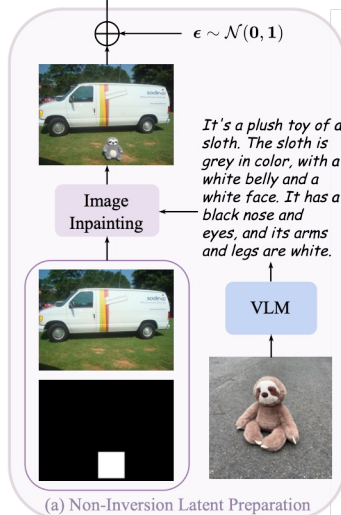 ϵ ∼ N(0, 1)
It's a plush toy of a
sloth. The sloth is
grey in color, with a
white belly and a
white face. It has a
black nose and
eyes, and its arms
and legs are white.
Image
Inpainting
VLM
(a) Non-Inversion Latent Preparation